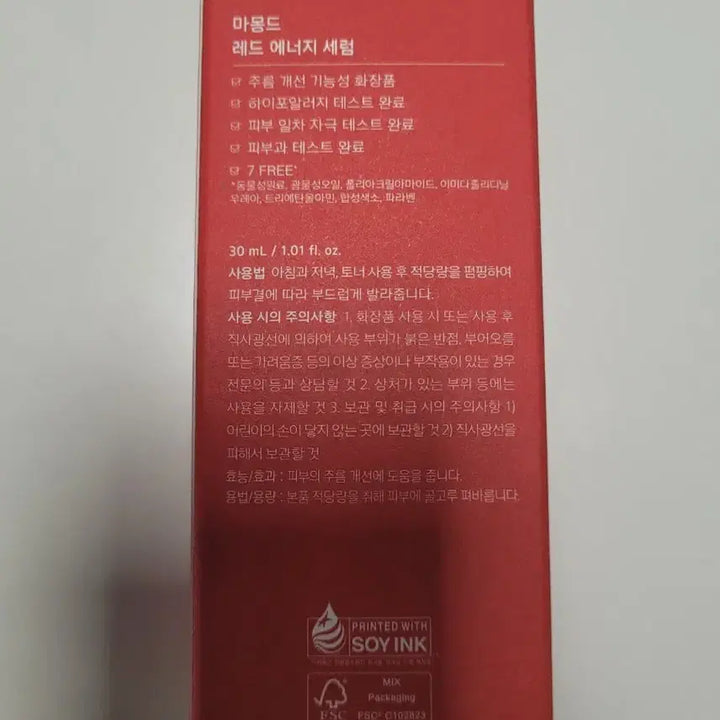 마몽드
레드 에너지 세럼
주름 개선 기능성 화장품
하이포알러지 테스트 완료
피부 일차 자극 테스트 완료
피부과 테스트 완료
7 FREE*
*동물성원료, 광물성오일, 폴리아크릴아마이드, 이미다졸리디닐
우레아, 트리에탄올아민, 합성색소, 파라벤
30 mL / 1.01 fl. oz.
사용법 아침과 저녁, 토너 사용 후 적당량을 펌핑하여
피부결에 따라 부드럽게 발라줍니다.
사용 시의 주의사항 1. 화장품 사용 시 또는 사용 후
직사광선에 의하여 사용 부위가 붉은 반점, 부어오름
또는 가려움증 등의 이상 증상이나 부작용이 있는 경우
전문의 등과 상담할 것 2. 상처가 있는 부위 등에는
사용을 자제할 것 3. 보관 및 취급 시의 주의사항 1)
어린이의 손이 닿지 않는 곳에 보관할 것 2) 직사광선을
피해서 보관할 것
효능/효과 : 피부의 주름 개선에 도움을 줍니다.
용법/용량 : 본품 적당량을 취해 피부에 골고루 펴바릅니다.
PRINTED WITH
SOY INK
MIX
Packaging
FSC
FSC® C109823